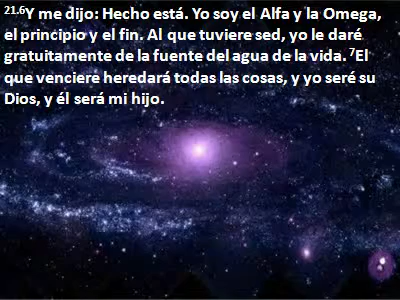 21.6Y me dijo: Hecho está. Yo soy el Alfa y la Omega,
el principio y el fin. Al que tuviere sed, yo le daré
gratuitamente de la fuente del agua de la vida. 7El
que venciere heredará todas las cosas, y yo seré su
Dios, y él será mi hijo.